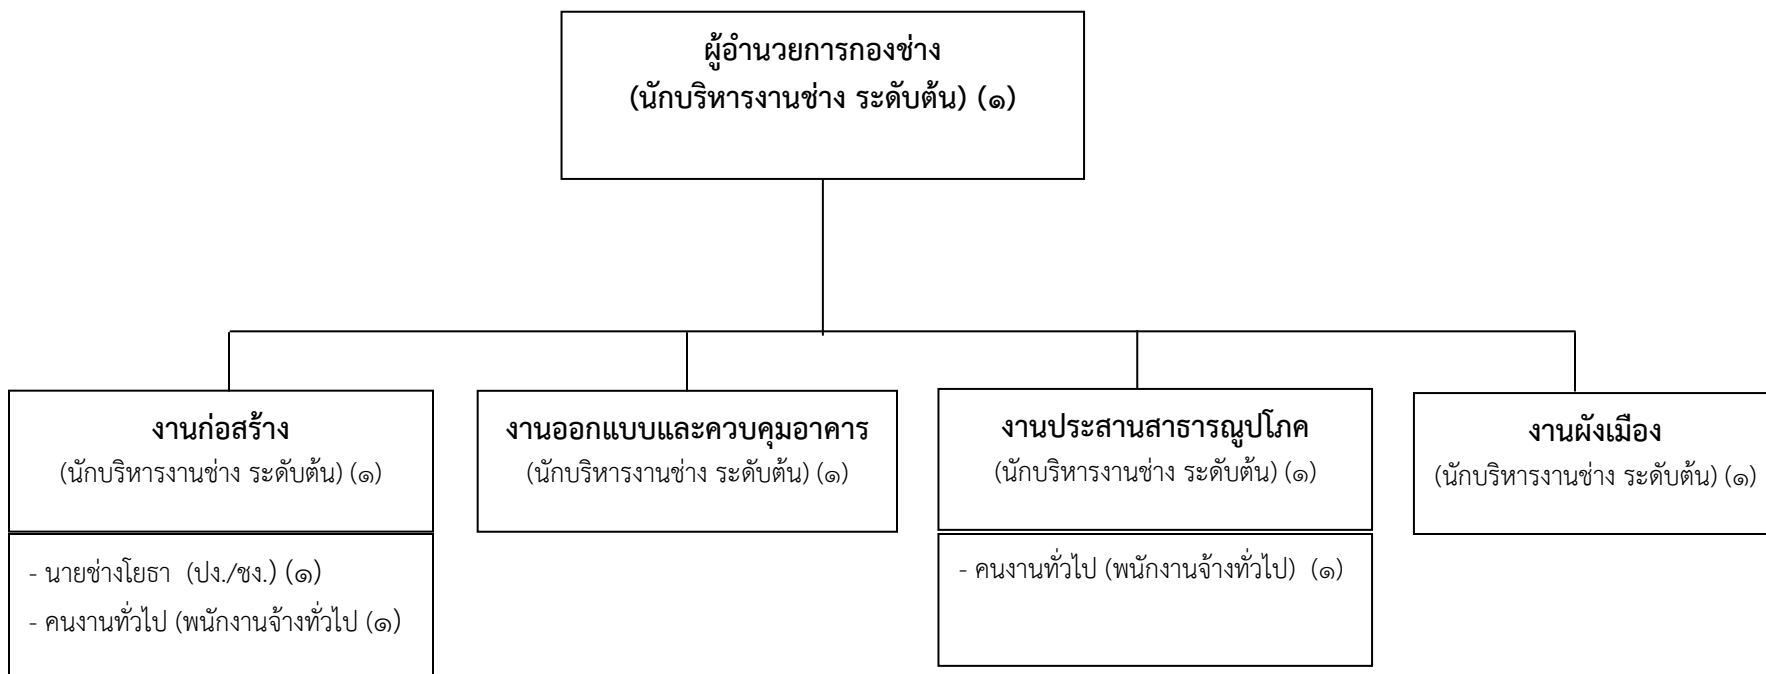 ผู้อำนวยการกองช่าง
(นักบริหารงานช่าง ระดับต้น) (๑)
งานก่อสร้าง
(นักบริหารงานช่าง ระดับต้น) (๑)
- นายช่างโยธา (ปง./ชง.) (๑)
- คนงานทั่วไป (พนักงานจ้างทั่วไป (๑)
งานออกแบบและควบคุมอาคาร
(นักบริหารงานช่าง ระดับต้น) (๑)
งานประสานสาธารณูปโภค
(นักบริหารงานช่าง ระดับต้น) (๑)
- คนงานทั่วไป (พนักงานจ้างทั่วไป) (๑)
งานผังเมือง
(นักบริหารงานช่าง ระดับต้น) (๑)